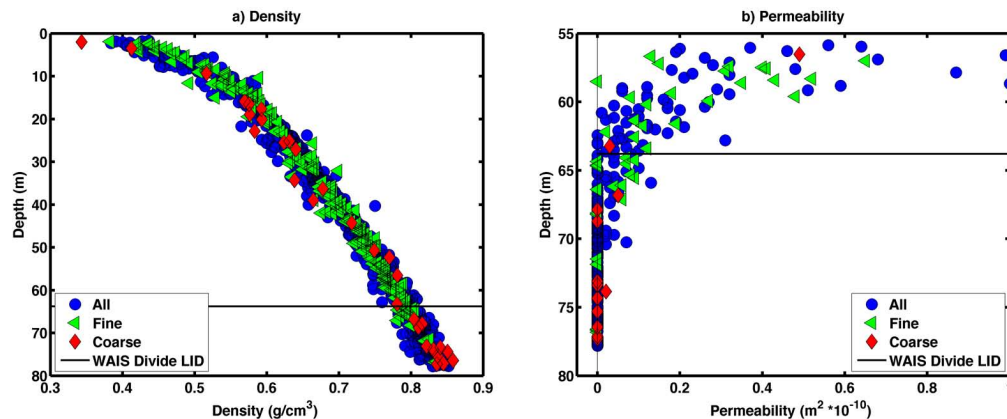 a) Density
0
10
20
30
40
50
60
70
80
Depth (m)
All
Fine
Coarse
WAIS Divide LID
0.3 0.4 0.5 0.6 0.7 0.8 0.9
Density (g/cm³)
b) Permeability
55
60
65
70
75
80
Depth (m)
All
Fine
Coarse
WAIS Divide LID
0 0.2 0.4 0.6 0.8
Permeability (m² *10⁻¹⁰)